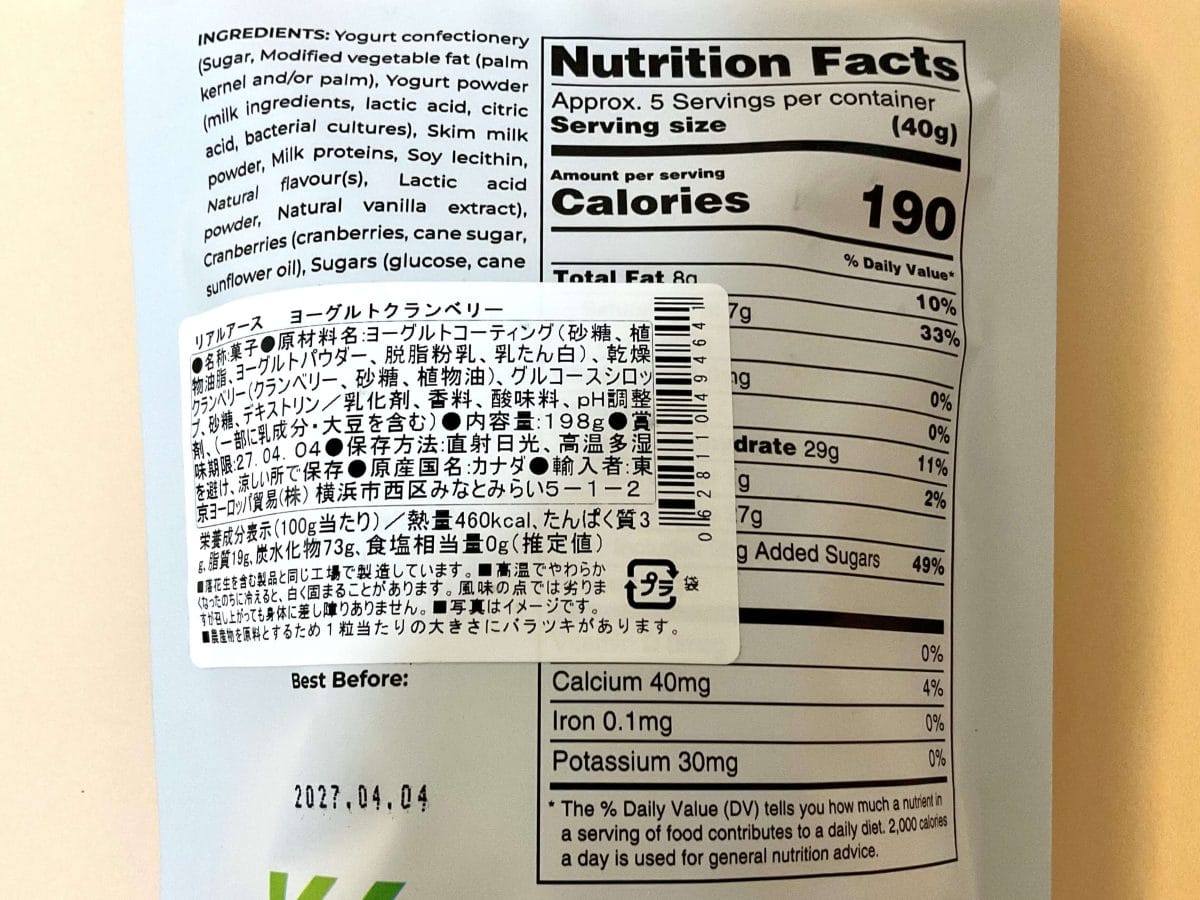 INGREDIENTS: Yogurt confectionery
(Sugar, Modified vegetable fat (palm
kernel and/or palm), Yogurt powder
(milk ingredients, lactic acid, citric
acid, bacterial cultures), Skim milk
powder, Milk proteins, Soy lecithin,
Natural flavour(s), Lactic acid
powder, Natural vanilla extract),
Cranberries (cranberries, cane sugar,
sunflower oil), Sugars (glucose, cane
リアルアース ヨーグルトクランベリー
●名称:菓子●原材料名:ヨーグルトコーティング(砂糖、植
物油脂、ヨーグルトパウダー、脱脂粉乳、乳たん白)、乾燥
クランベリー(クランベリー、砂糖、植物油)、グルコースシロッ
プ、砂糖、デキストリン/乳化剤、香料、酸味料、pH調整
剤、(一部に乳成分・大豆を含む)●内容量:198g●賞
味期限:27.04.04●保存方法:直射日光、高温多湿
を避け、涼しい所で保存●原産国名:カナダ●輸入者:東
京ヨーロッパ貿易(株) 横浜市西区みなとみらい5-1-2
栄養成分表示(100g当たり)/熱量460kcal、たんぱく質3
g、脂質19g、炭水化物73g、食塩相当量0g(推定値)
■落花生を含む製品と同じ工場で製造しています。■高温でやわらか
くなったのちに冷えると、白く固まることがあります。風味の点では劣りま
すが召し上がっても身体に差し障りありません。■写真はイメージです。
■農産物を原料とするため1粒当たりの大きさにバラツキがあります。
プラ 袋
0 62811 01494641
Best Before:
2027.04.04
Nutrition Facts
Approx. 5 Servings per container
Serving size (40g)
Amount per serving
Calories 190
% Daily Value*
Total Fat 8g 10%
7g 33%
mg 0%
0%
drate 29g 11%
g 2%
7g
g Added Sugars 49%
0%
Calcium 40mg 4%
Iron 0.1mg 0%
Potassium 30mg 0%
* The % Daily Value (DV) tells you how much a nutrient in
a serving of food contributes to a daily diet. 2,000 calories
a day is used for general nutrition advice.